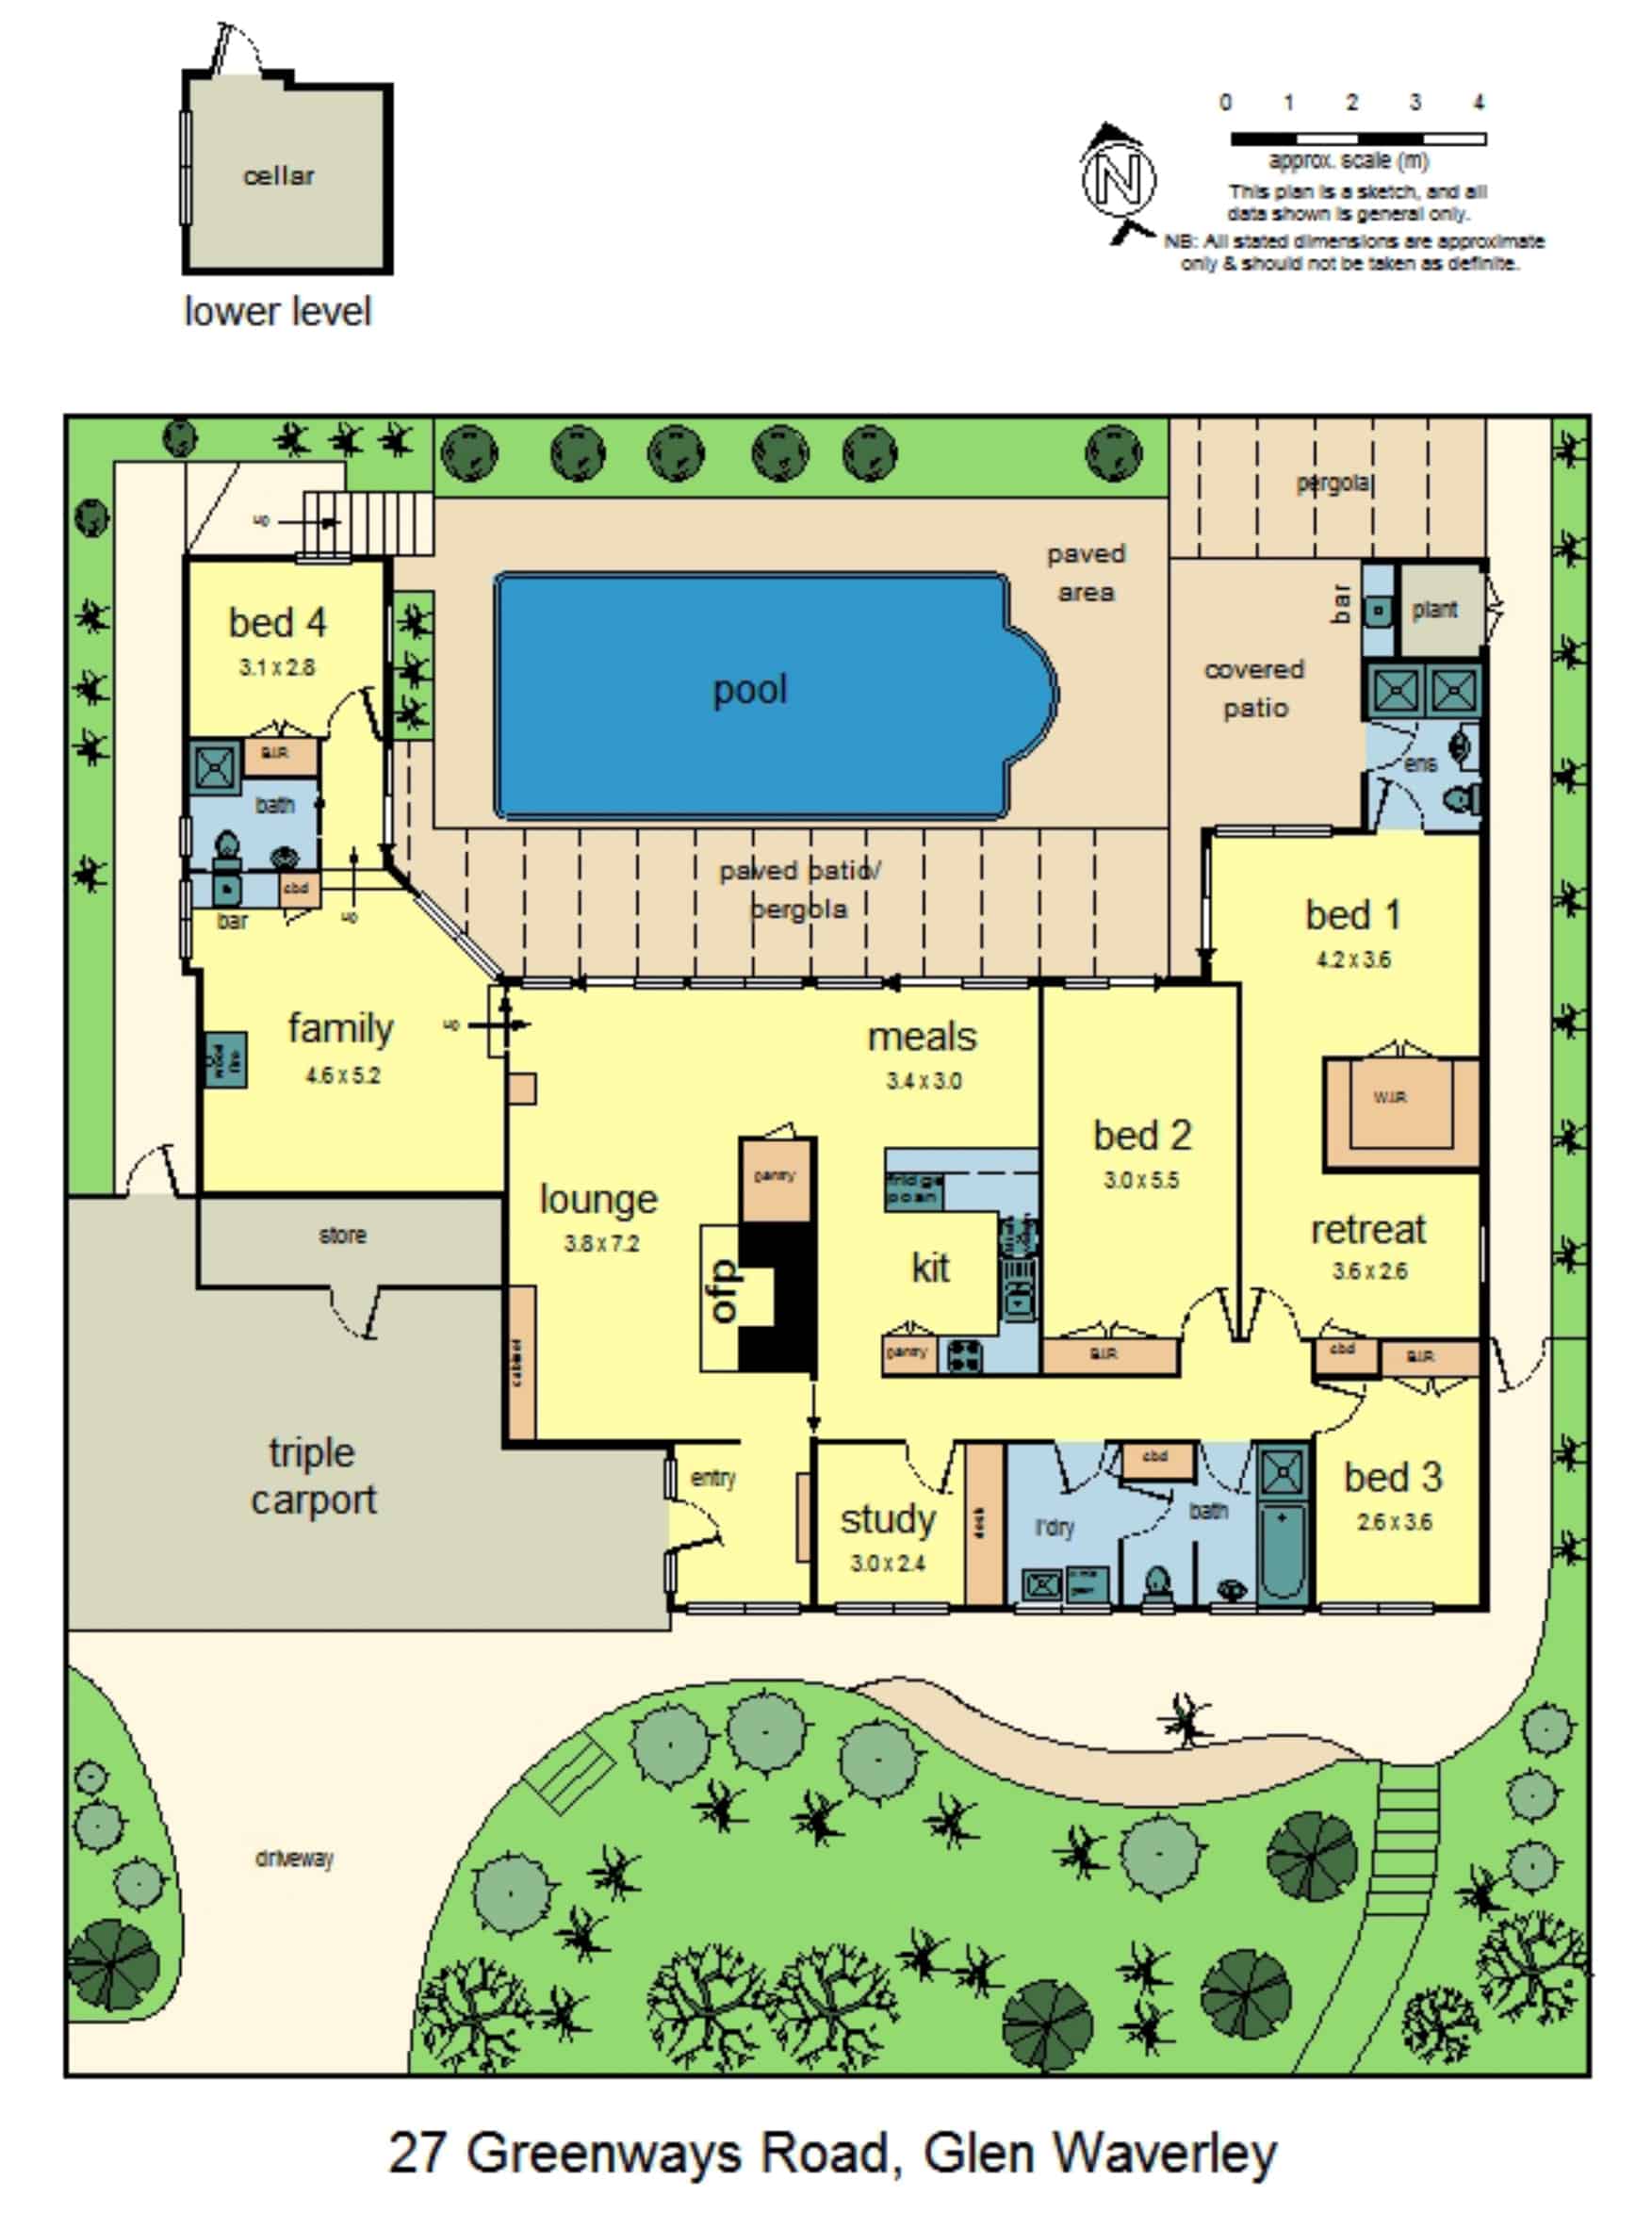 0 1 2 3 4
N
approx. scale (m)
This plan is a sketch, and all
data shown is general only.
NB: All stated dimensions are approximate
only & should not be taken as definite.
cellar
lower level
pergola
up
paved
area
bar
plant
bed 4
3.1 x 2.8
covered
patio
pool
B.I.R
ens
bath
cbd
bar
up
paved patio/
pergola
bed 1
4.2 x 3.6
family
4.6 x 5.2
up
wood
fire
meals
3.4 x 3.0
W.I.R
bed 2
3.0 x 5.5
pantry
fridge
lounge
3.8 x 7.2
store
retreat
3.6 x 2.6
kit
ofp
cabinet
pantry
B.I.R
cbd
B.I.R
triple
carport
entry
cbd
bed 3
2.6 x 3.6
study
3.0 x 2.4
desk
l'dry
bath
driveway
27 Greenways Road, Glen Waverley